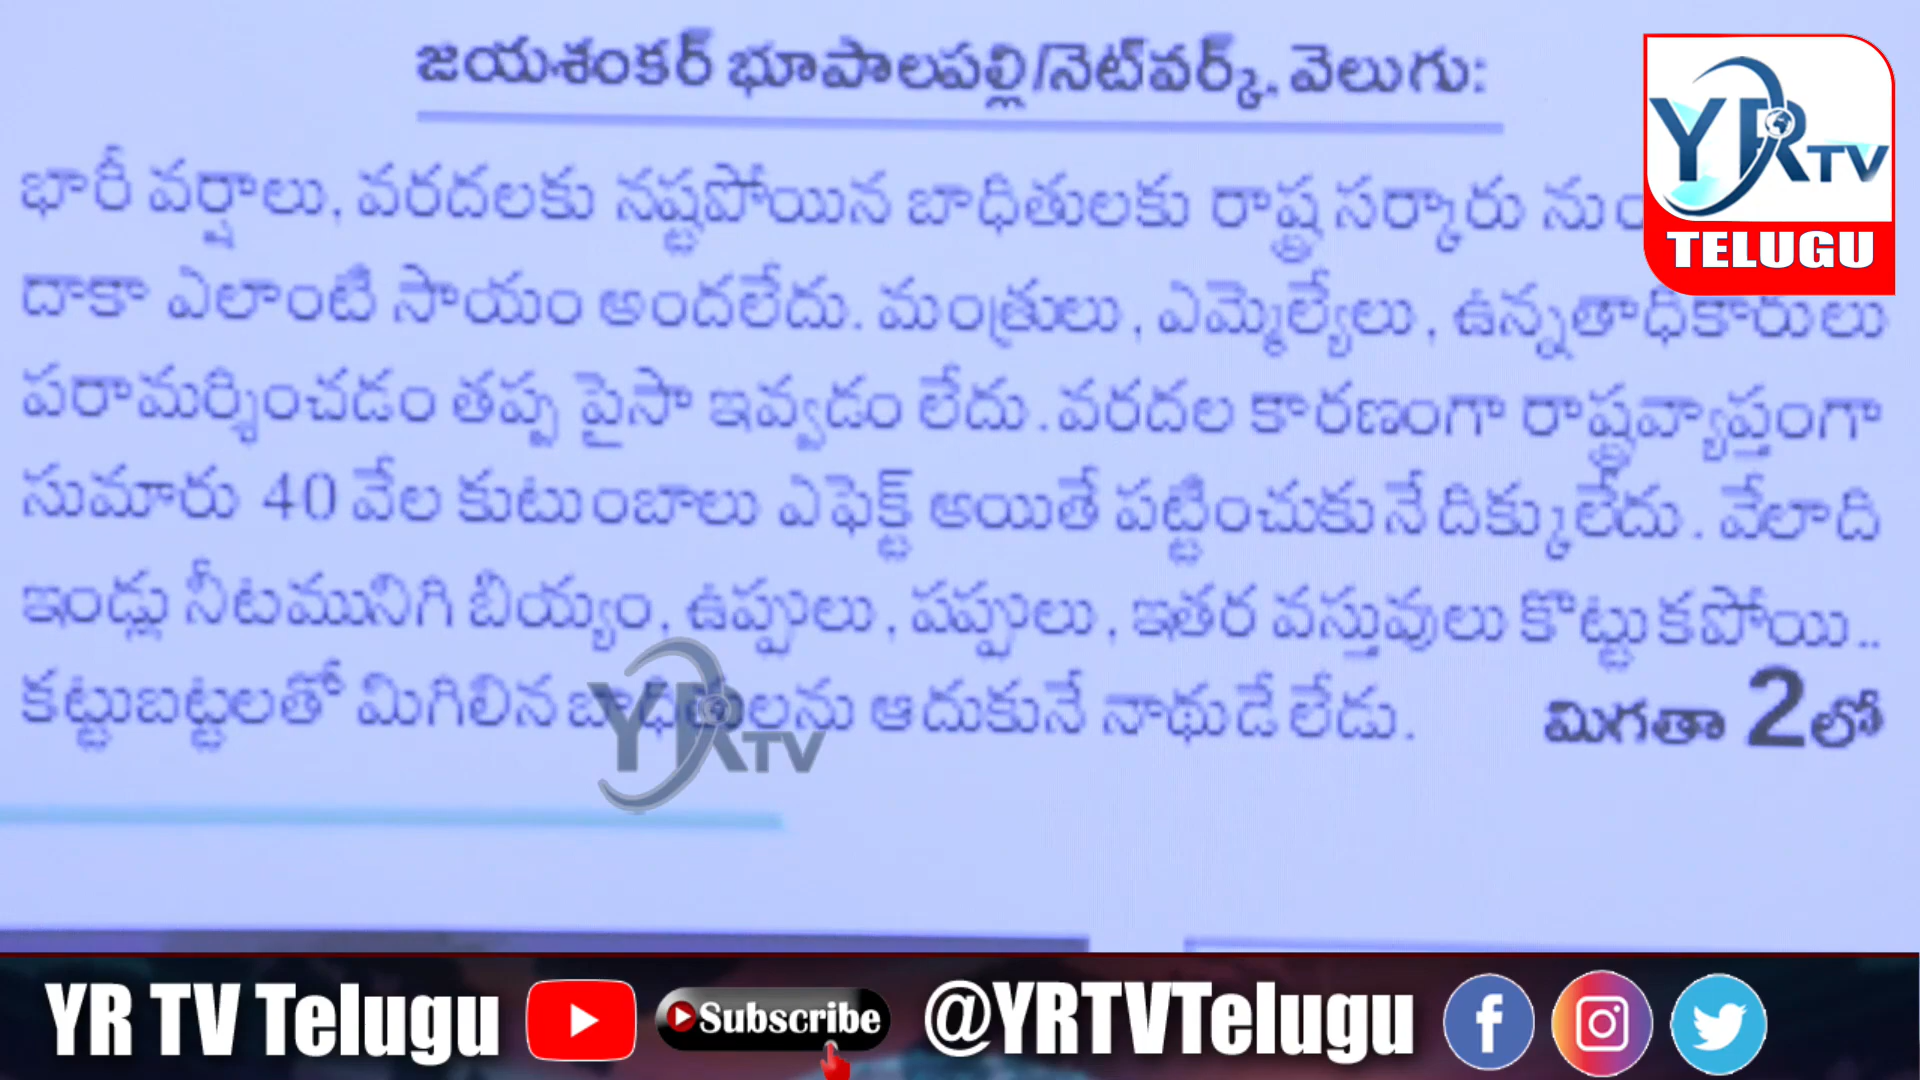 జయశంకర్ భూపాలపల్లి/నెట్‌వర్క్, వెలుగు:
భారీ వర్షాలు, వరదలకు నష్టపోయిన బాధితులకు రాష్ట్ర సర్కారు
దాకా ఎలాంటి సాయం అందలేదు. మంత్రులు, ఎమ్మెల్యేలు, ఉన్నతాధికారులు
పరామర్శించడం తప్ప పైసా ఇవ్వడం లేదు. వరదల కారణంగా రాష్ట్రవ్యాప్తంగా
సుమారు 40 వేల కుటుంబాలు ఎఫెక్ట్ అయితే పట్టించుకునే దిక్కులేదు. వేలాది
ఇండ్లు నీటమునిగి బియ్యం, ఉప్పులు, పప్పులు, ఇతర వస్తువులు కొట్టుకపోయి..
కట్టుబట్టలతో మిగిలిన బాధితులను ఆదుకునే నాథుడే లేడు. మిగతా 2లో
YR TV
TELUGU
YR TV
YR TV Telugu Subscribe @YRTVTelugu